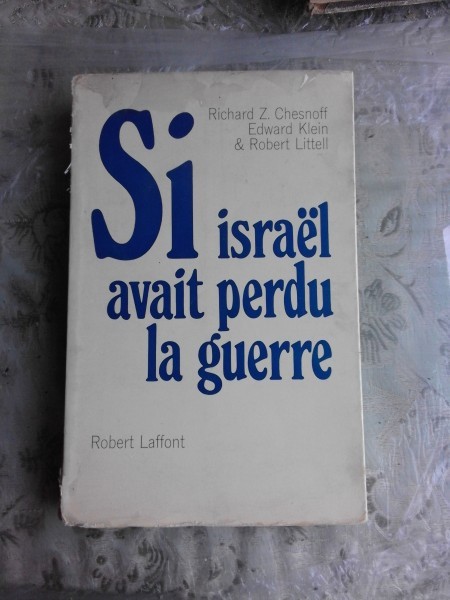 Richard Z. Chesnoff
Edward Klein
& Robert Littell
Si israël
avait perdu
la guerre
Robert Laffont